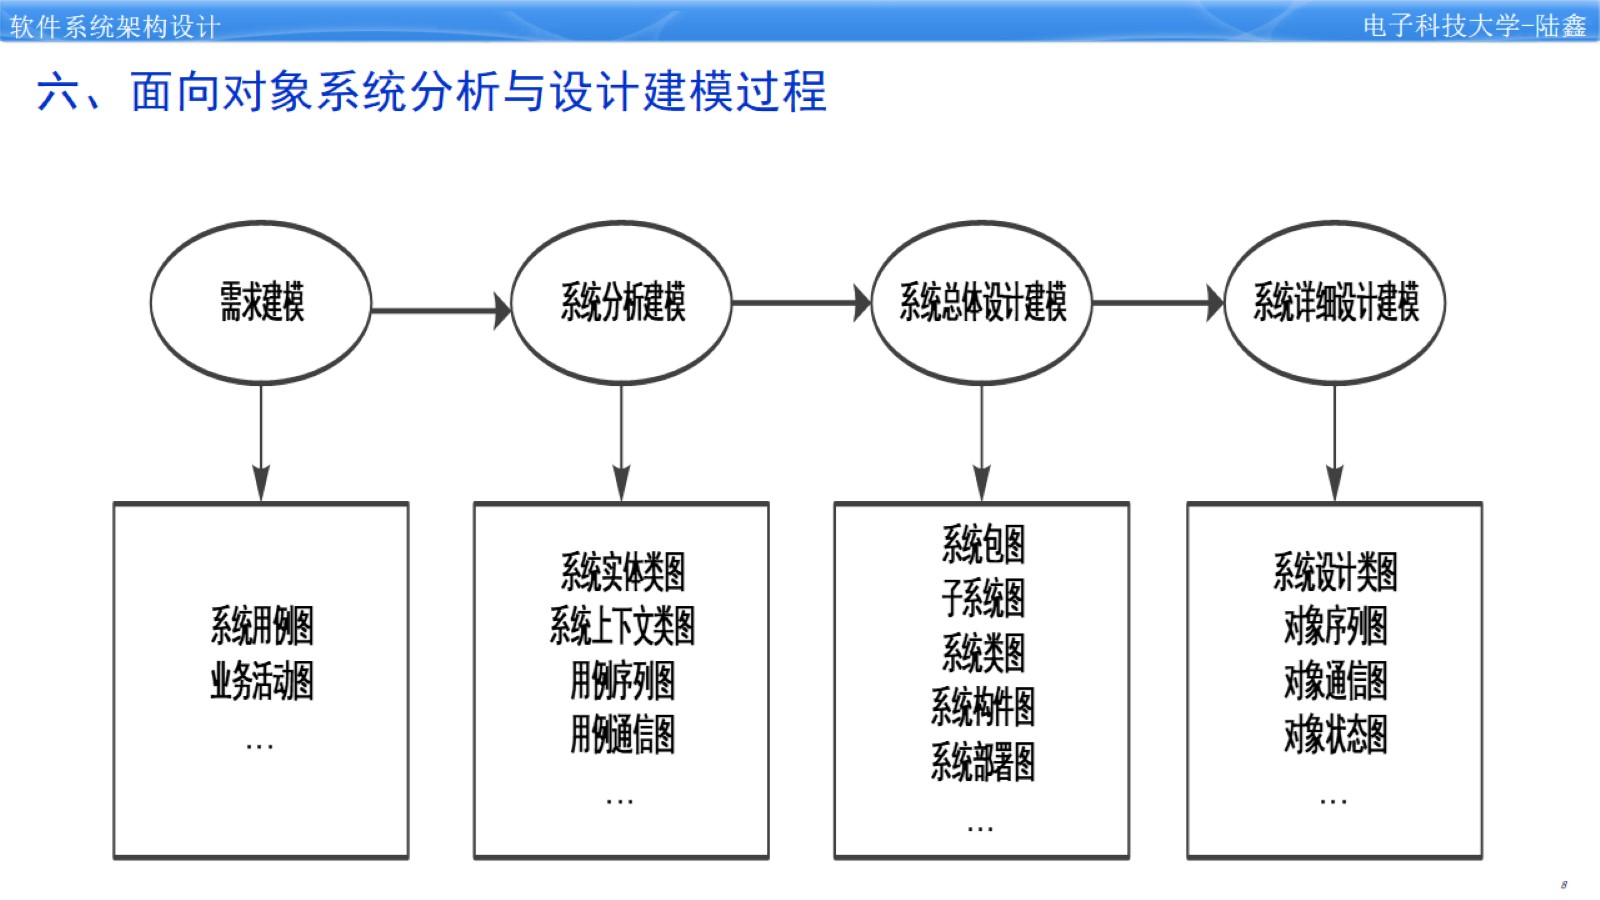 软件系统架构设计
电子科技大学-陆鑫
六、面向对象系统分析与设计建模过程
需求建模
系统分析建模
系统总体设计建模
系统详细设计建模
系统用例图
业务活动图
...
系统实体类图
系统上下文类图
用例序列图
用例通信图
...
系统包图
子系统图
系统类图
系统构件图
系统部署图
...
系统设计类图
对象序列图
对象通信图
对象状态图
...
8